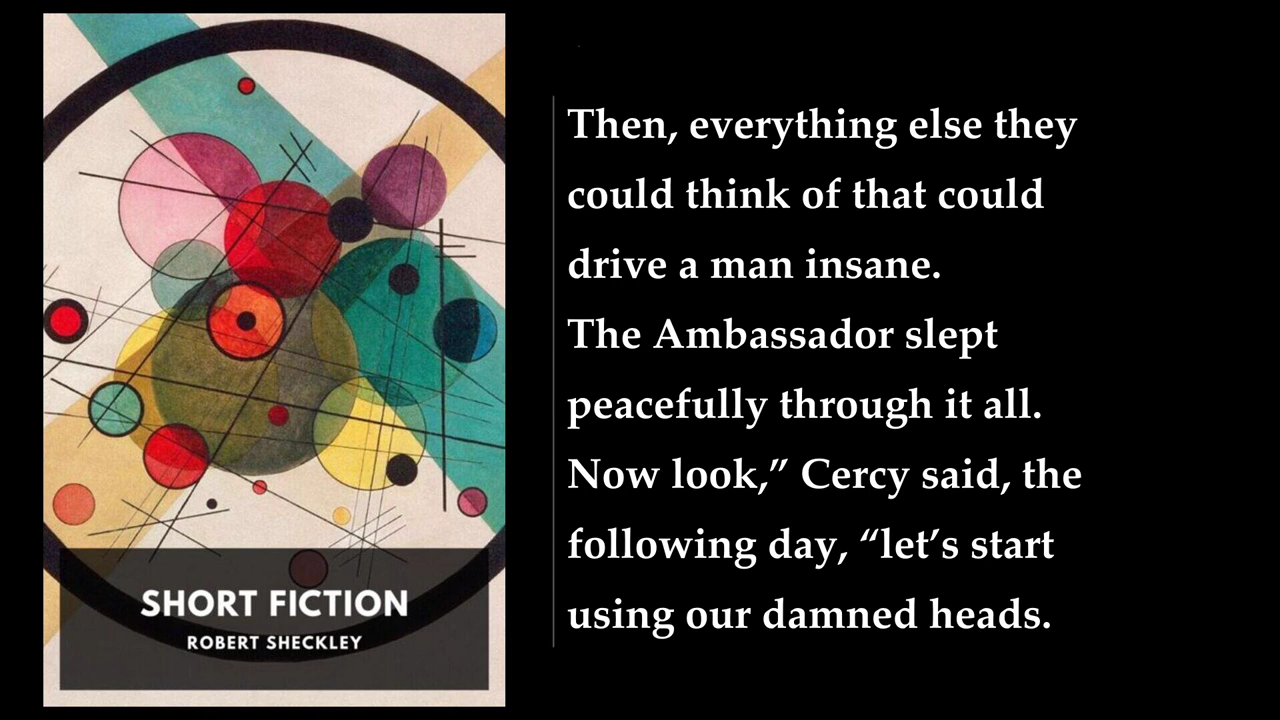 SHORT FICTION
ROBERT SHECKLEY
Then, everything else they
could think of that could
drive a man insane.
The Ambassador slept
peacefully through it all.
Now look,” Cercy said, the
following day, “let’s start
using our damned heads.